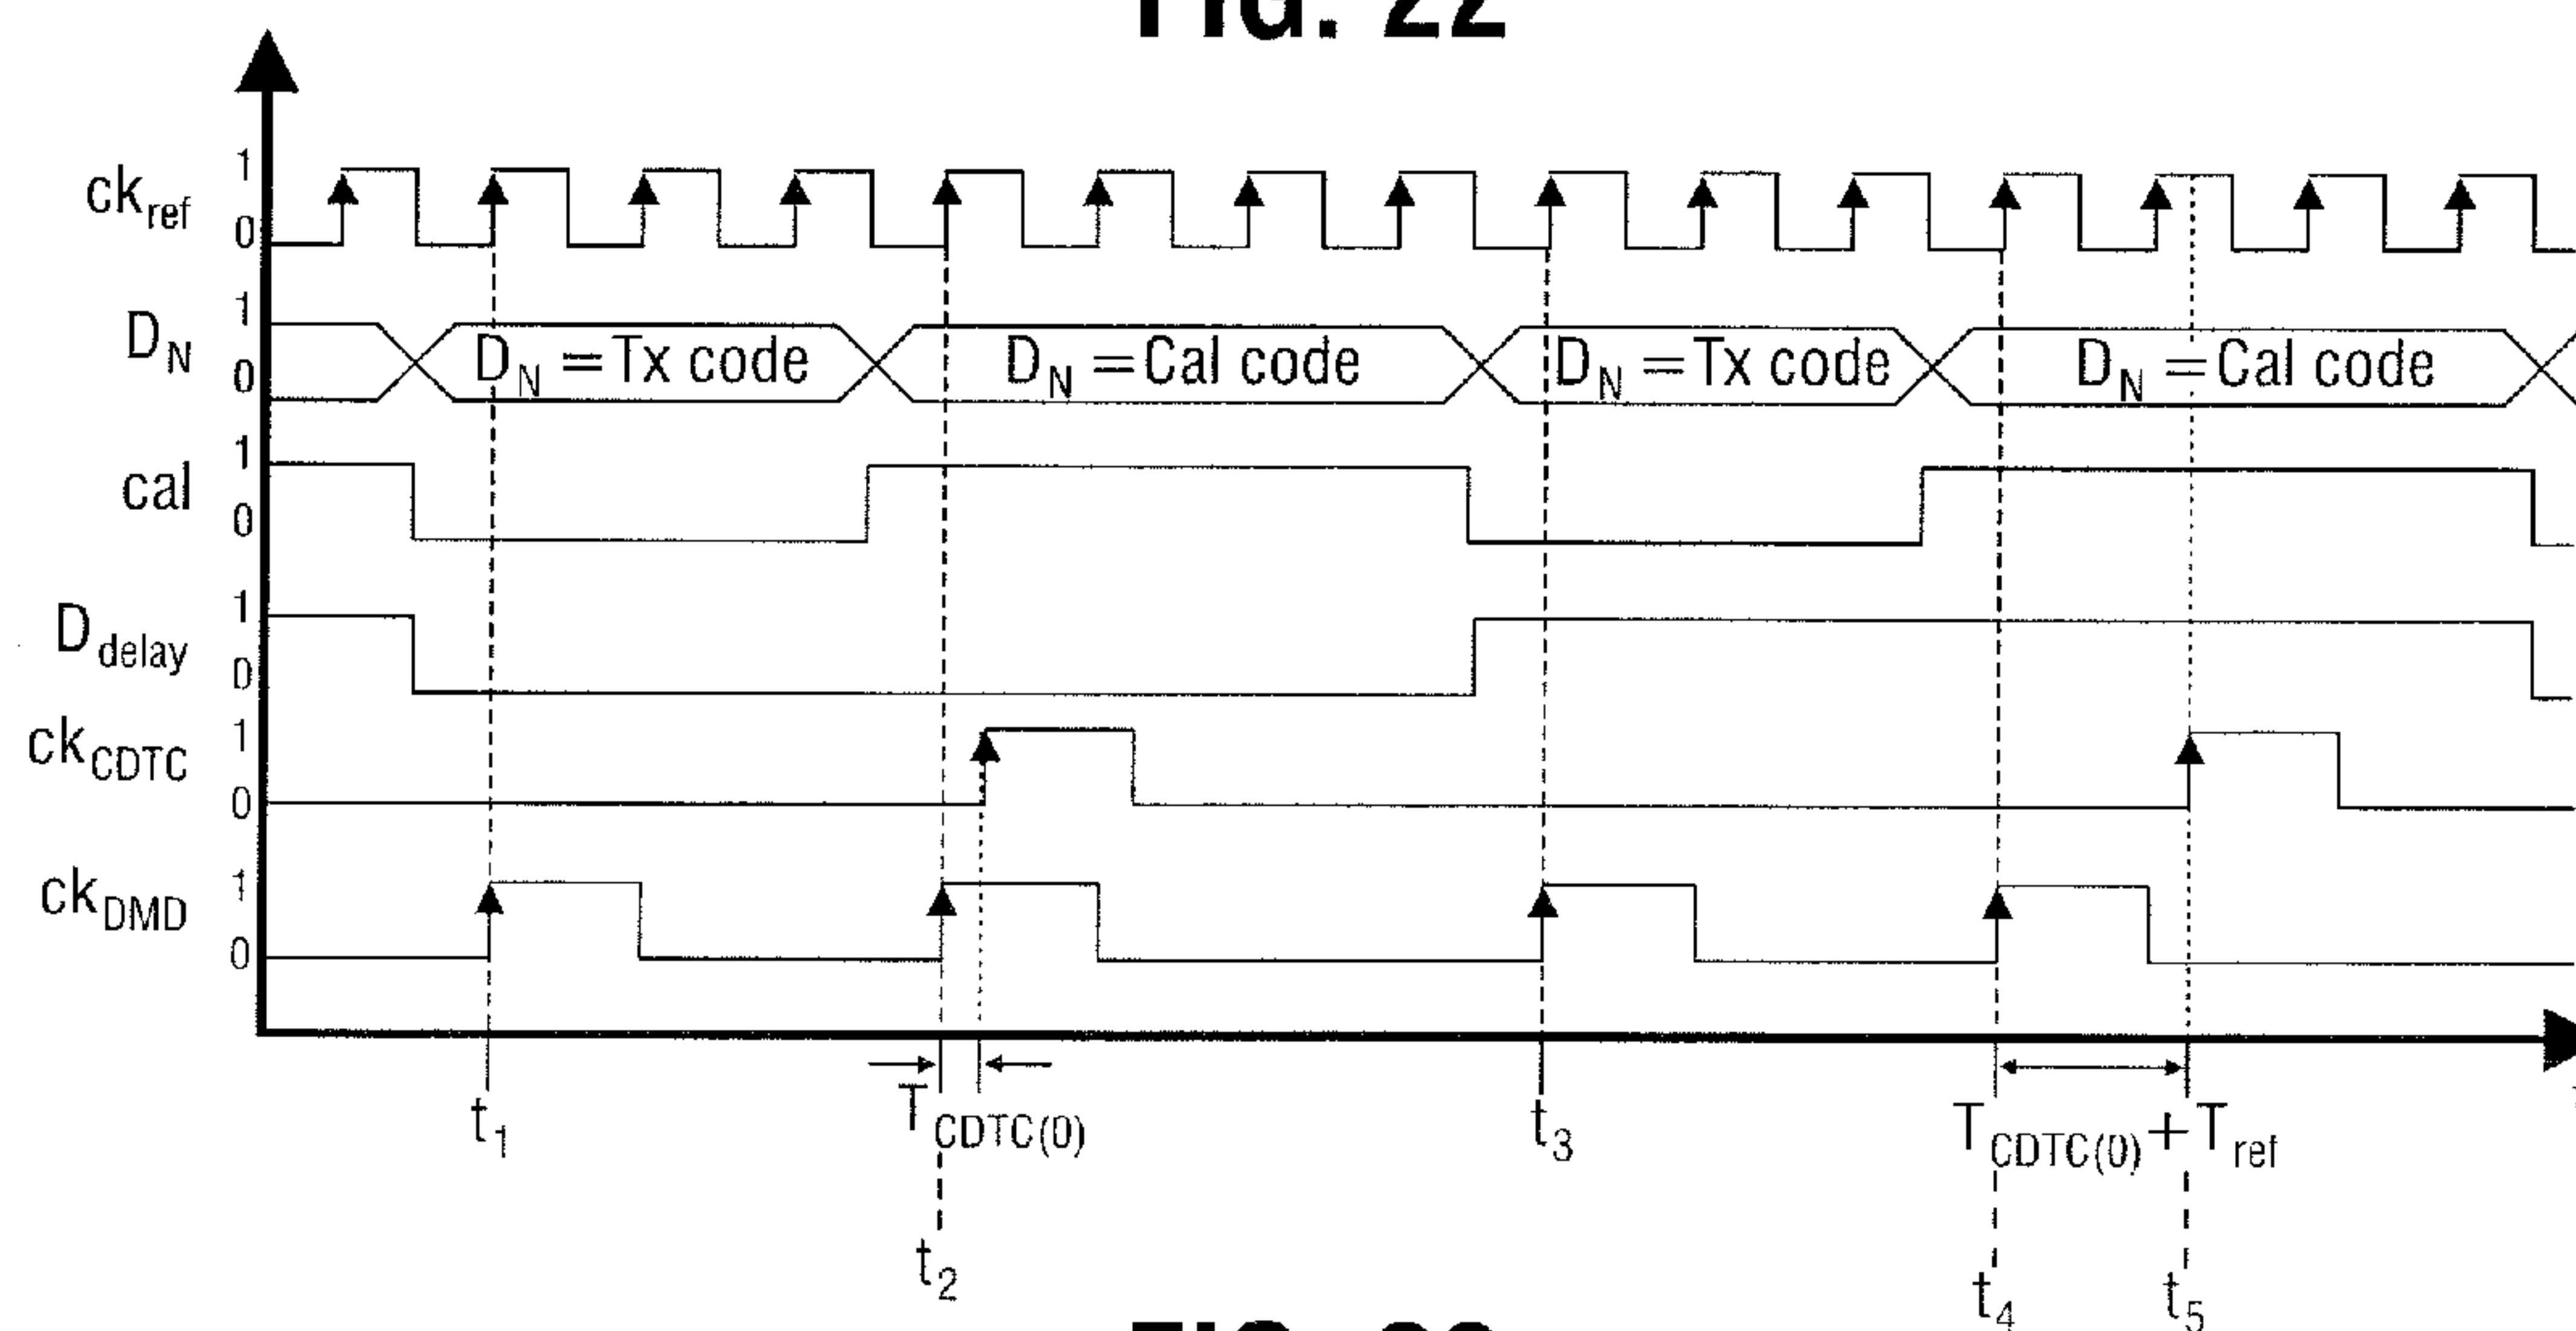 FIG. 22
ck_ref 1 0
D_N 1 0 D_N = Tx code D_N = Cal code D_N = Tx code D_N = Cal code
cal 1 0
D_delay 1 0
ck_CDTC 1 0
ck_DMD 1 0
t_1 T_CDTC(0) t_3 T_CDTC(0) + T_ref
t_2 t_4 t_5